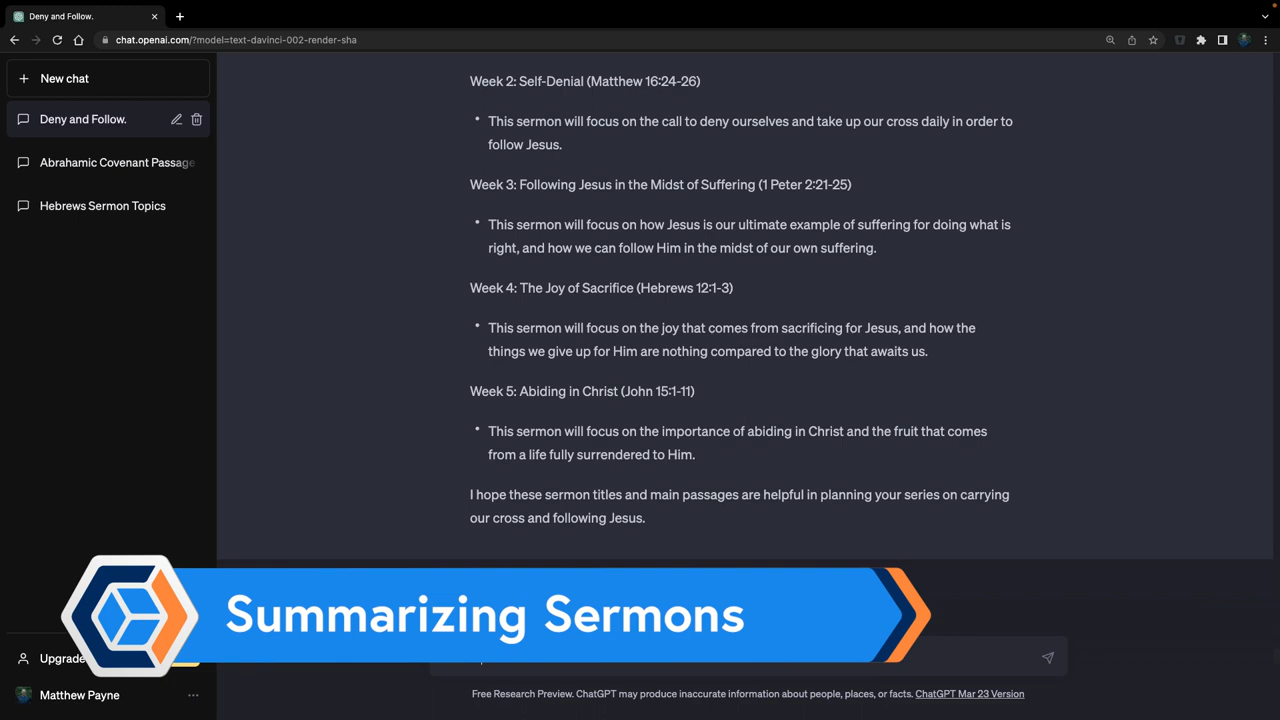 Deny and Follow.
chat.openai.com/?model=text-davinci-002-render-sha
New chat
Deny and Follow.
Abrahamic Covenant Passage
Hebrews Sermon Topics
Week 2: Self-Denial (Matthew 16:24-26)
• This sermon will focus on the call to deny ourselves and take up our cross daily in order to
follow Jesus.
Week 3: Following Jesus in the Midst of Suffering (1 Peter 2:21-25)
• This sermon will focus on how Jesus is our ultimate example of suffering for doing what is
right, and how we can follow Him in the midst of our own suffering.
Week 4: The Joy of Sacrifice (Hebrews 12:1-3)
• This sermon will focus on the joy that comes from sacrificing for Jesus, and how the
things we give up for Him are nothing compared to the glory that awaits us.
Week 5: Abiding in Christ (John 15:1-11)
• This sermon will focus on the importance of abiding in Christ and the fruit that comes
from a life fully surrendered to Him.
I hope these sermon titles and main passages are helpful in planning your series on carrying
our cross and following Jesus.
Summarizing Sermons
Upgrade
Matthew Payne
Free Research Preview. ChatGPT may produce inaccurate information about people, places, or facts. ChatGPT Mar 23 Version